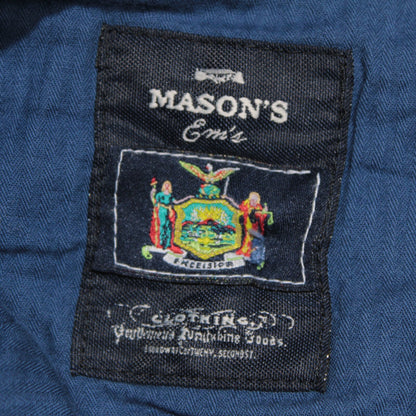 MASON'S
Em's
EXCELSIOR
CLOTHING
Gentlemen's Furnishing Goods.